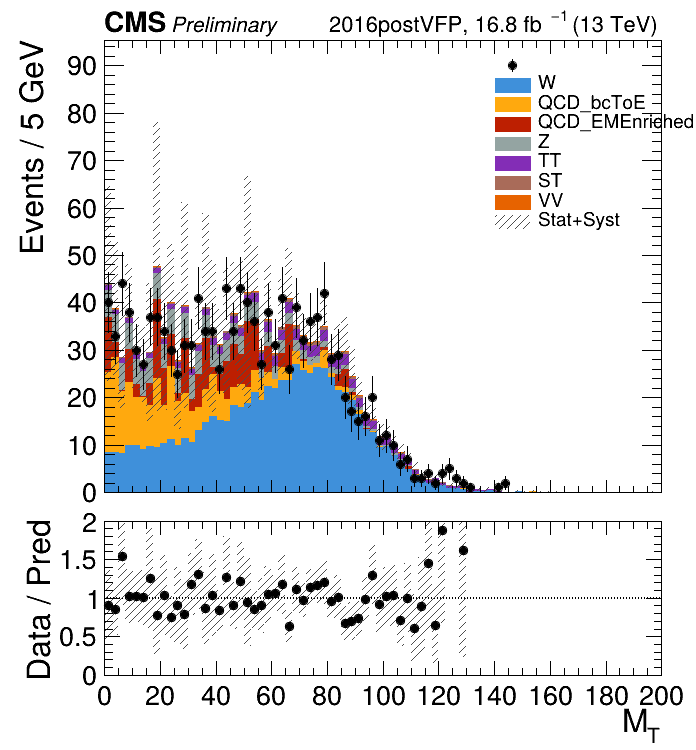 CMS Preliminary 2016postVFP, 16.8 fb⁻¹ (13 TeV)
Events / 5 GeV
90
80
70
60
50
40
30
20
10
0
W
QCD_bcToE
QCD_EMEnriched
Z
TT
ST
VV
Stat+Syst
Data / Pred
2
1.5
1
0.5
0
0 20 40 60 80 100 120 140 160 180 200
M_T